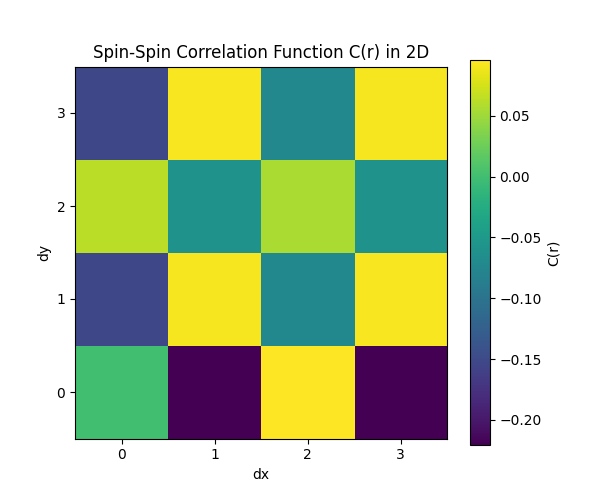 Spin-Spin Correlation Function C(r) in 2D
3
2
1
0
dy
0 1 2 3
dx
0.05
0.00
−0.05
−0.10
−0.15
−0.20
C(r)